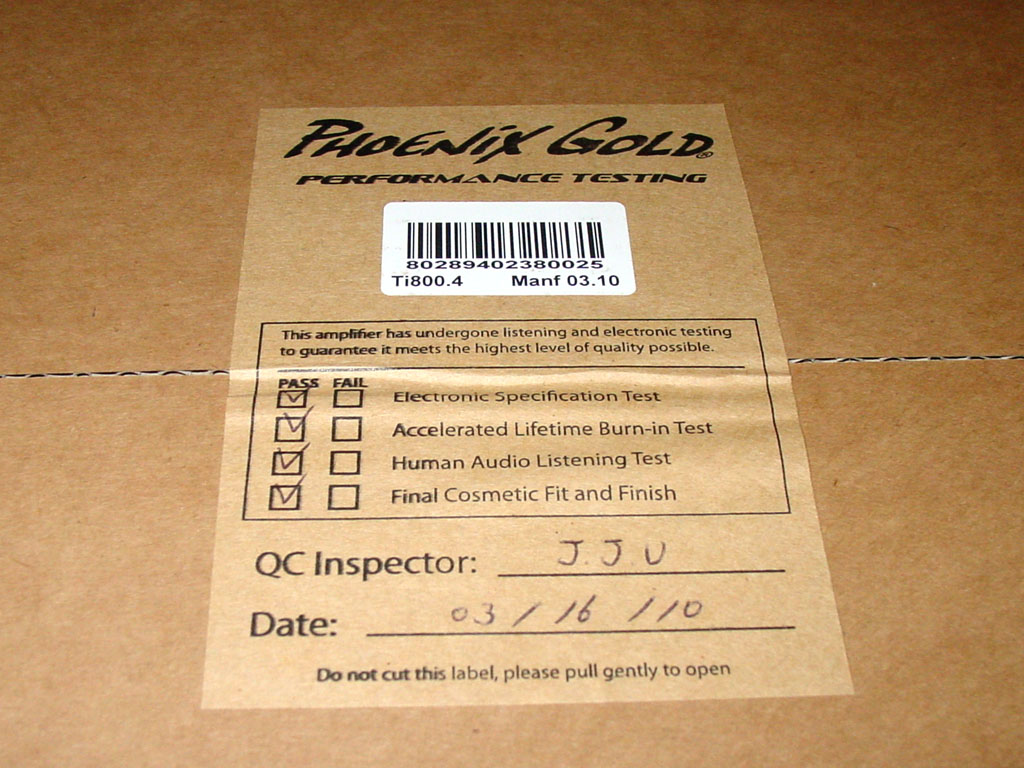 PHOENIX GOLD®
PERFORMANCE TESTING
80289402380025
Ti800.4 Manf 03.10
This amplifier has undergone listening and electronic testing
to guarantee it meets the highest level of quality possible.
PASS FAIL
Electronic Specification Test
Accelerated Lifetime Burn-in Test
Human Audio Listening Test
Final Cosmetic Fit and Finish
QC Inspector: J.J.U
Date: 03/16/10
Do not cut this label, please pull gently to open